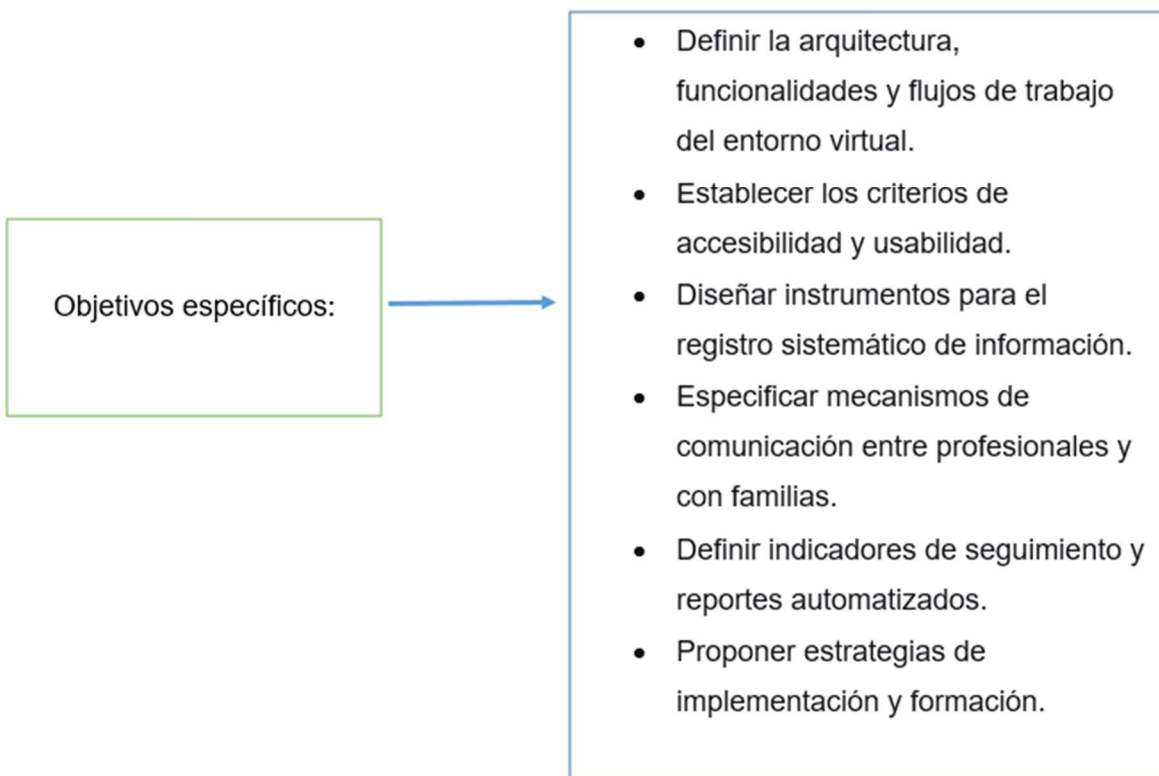 Objetivos específicos:
• Definir la arquitectura,
funcionalidades y flujos de trabajo
del entorno virtual.
• Establecer los criterios de
accesibilidad y usabilidad.
• Diseñar instrumentos para el
registro sistemático de información.
• Especificar mecanismos de
comunicación entre profesionales y
con familias.
• Definir indicadores de seguimiento y
reportes automatizados.
• Proponer estrategias de
implementación y formación.